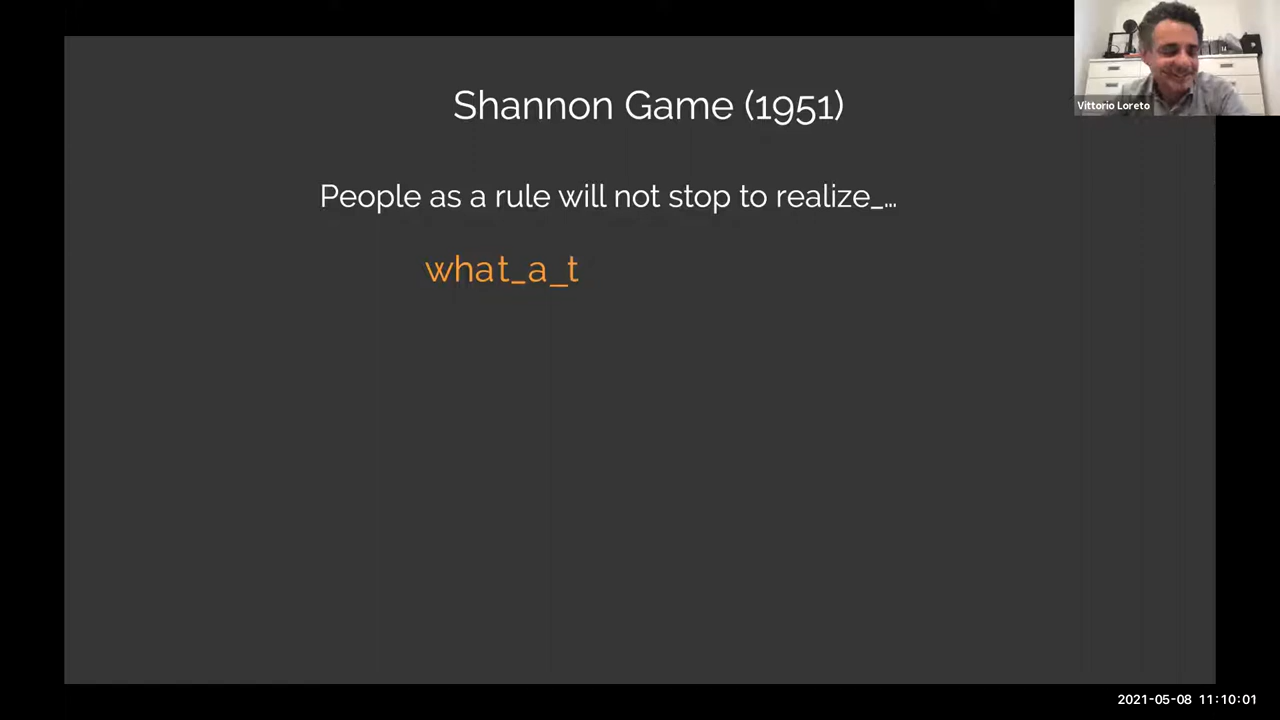 Vittorio Loreto
Shannon Game (1951)
People as a rule will not stop to realize_...
what_a_t
2021-05-08 11:10:01